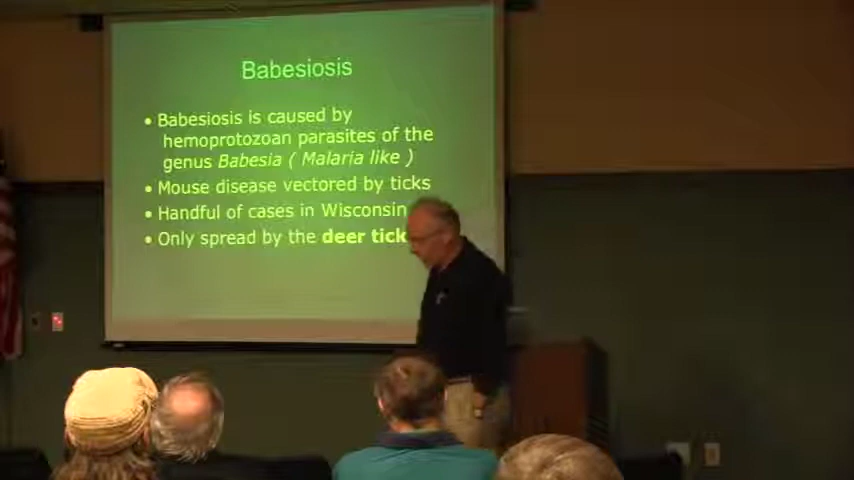 Babesiosis
• Babesiosis is caused by
hemoprotozoan parasites of the
genus Babesia ( Malaria like )
• Mouse disease vectored by ticks
• Handful of cases in Wisconsin
• Only spread by the deer tick